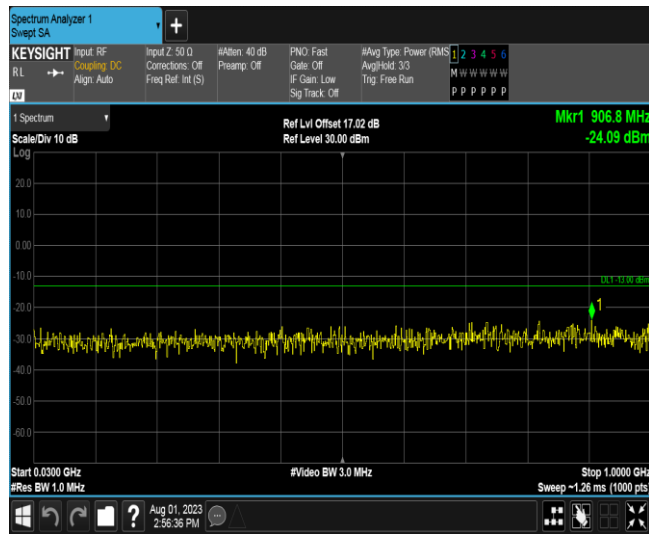 Spectrum Analyzer 1
Swept SA
+
KEYSIGHT
RL
LXI
Input: RF
Coupling: DC
Align: Auto
Input Z: 50 Ω
Corrections: Off
Freq Ref: Int (S)
#Atten: 40 dB
Preamp: Off
PNO: Fast
Gate: Off
IF Gain: Low
Sig Track: Off
#Avg Type: Power (RMS
Avg|Hold: 3/3
Trig: Free Run
1 2 3 4 5 6
M W W W W W
P P P P P P
1 Spectrum
Scale/Div 10 dB
Ref Lvl Offset 17.02 dB
Ref Level 30.00 dBm
Mkr1 906.8 MHz
-24.09 dBm
Log
20.0
10.0
0.00
-10.0
DL1 -13.00 dBm
-20.0
1
-30.0
-40.0
-50.0
-60.0
Start 0.0300 GHz
#Video BW 3.0 MHz
Stop 1.0000 GHz
#Res BW 1.0 MHz
Sweep ~1.26 ms (1000 pts)
?
Aug 01, 2023
2:56:36 PM